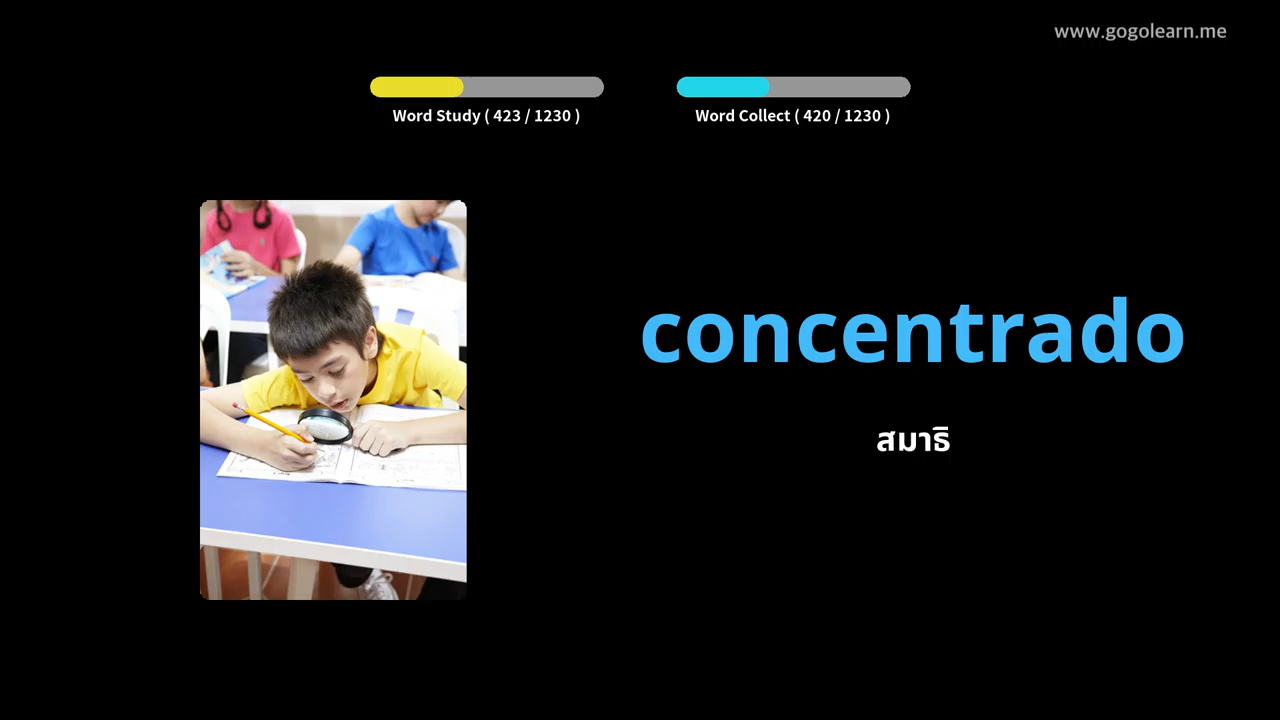 www.gogolearn.me
Word Study ( 423 / 1230 )
Word Collect ( 420 / 1230 )
concentrado
สมาธิ